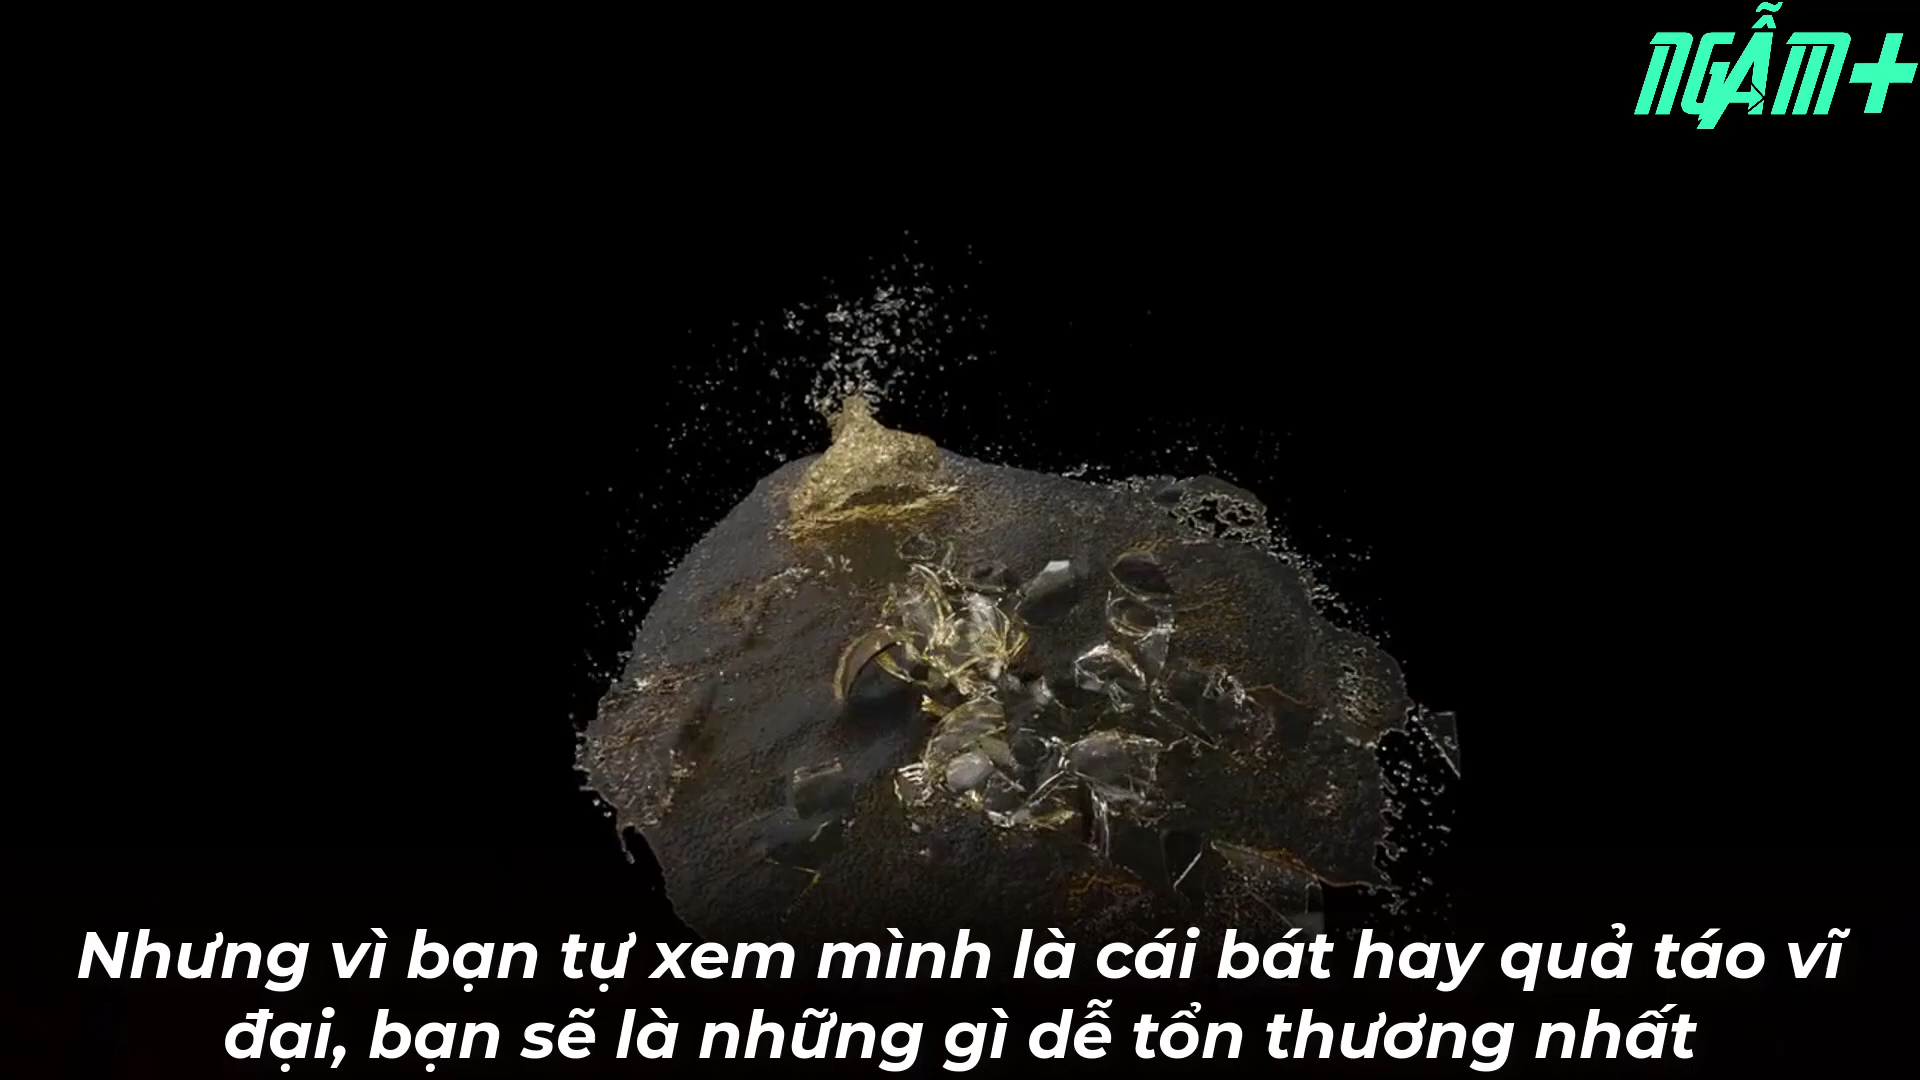 NGẪM+
Nhưng vì bạn tự xem mình là cái bát hay quả táo vĩ
đại, bạn sẽ là những gì dễ tổn thương nhất